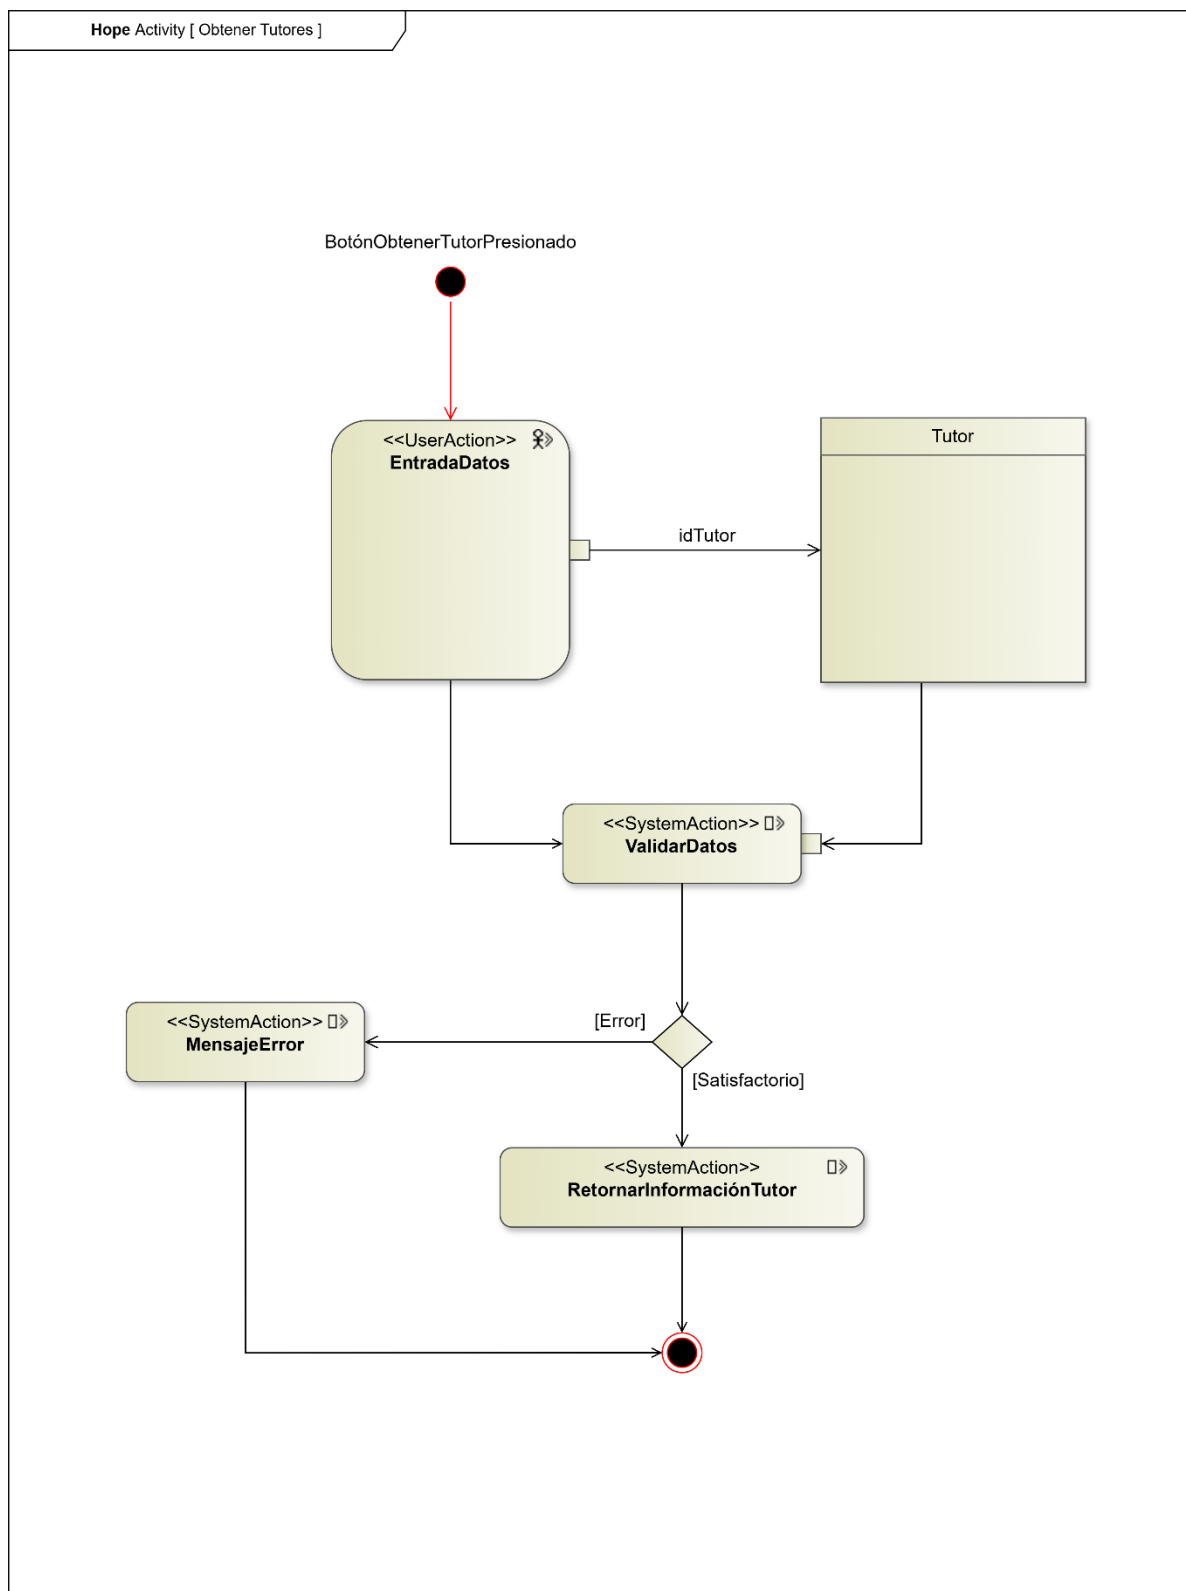 Hope Activity [ Obtener Tutores ]
BotónObtenerTutorPresionado
<<UserAction>>
EntradaDatos
Tutor
idTutor
<<SystemAction>>
ValidarDatos
<<SystemAction>>
MensajeError
[Error]
[Satisfactorio]
<<SystemAction>>
RetornarInformaciónTutor